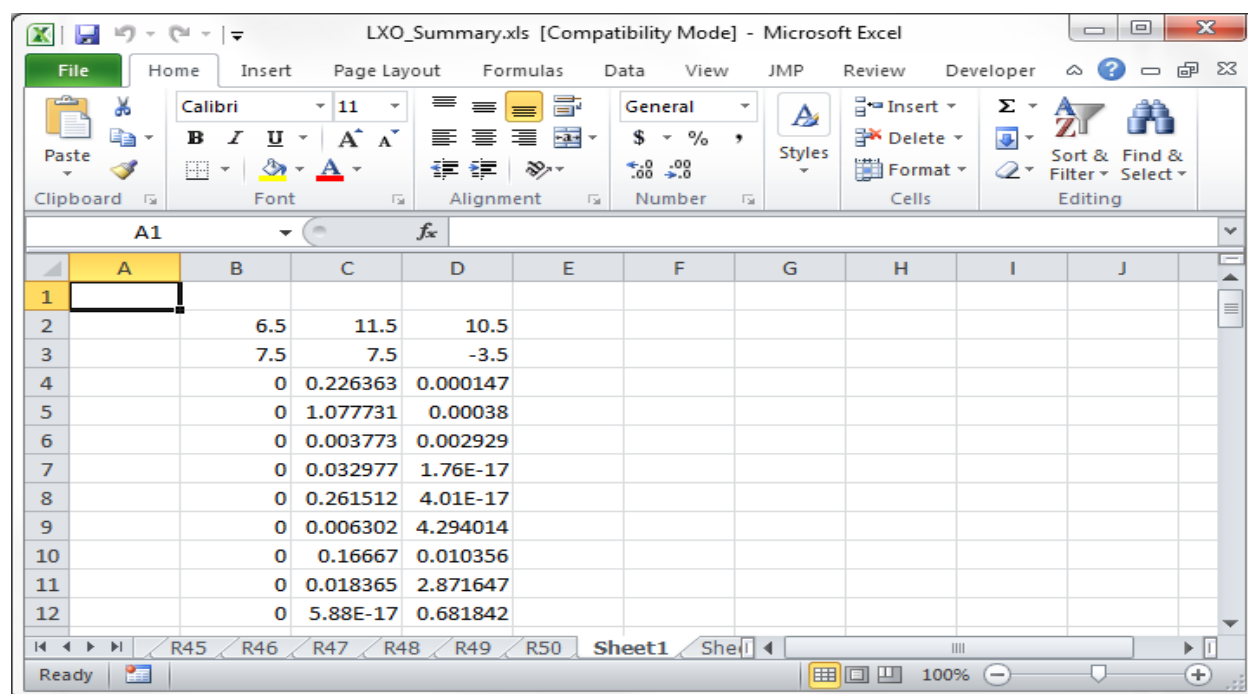 LXO_Summary.xls [Compatibility Mode] - Microsoft Excel
File Home Insert Page Layout Formulas Data View JMP Review Developer
Calibri 11 General Insert
B I U A A $ % , Styles Delete Sort & Find &
Paste .0 .00 .00 .0 Format Filter Select
Clipboard Font Alignment Number Cells Editing
A1 fx
A B C D E F G H I J
1
2 6.5 11.5 10.5
3 7.5 7.5 -3.5
4 0 0.226363 0.000147
5 0 1.077731 0.00038
6 0 0.003773 0.002929
7 0 0.032977 1.76E-17
8 0 0.261512 4.01E-17
9 0 0.006302 4.294014
10 0 0.16667 0.010356
11 0 0.018365 2.871647
12 0 5.88E-17 0.681842
R45 R46 R47 R48 R49 R50 Sheet1
Ready 100%